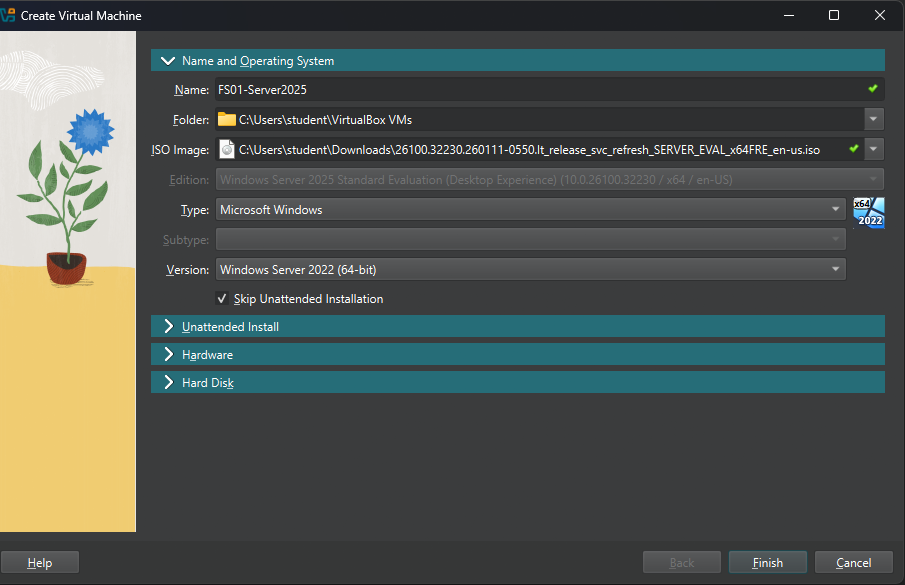 Create Virtual Machine
Name and Operating System
Name: FS01-Server2025
Folder: C:\Users\student\VirtualBox VMs
ISO Image: C:\Users\student\Downloads\26100.32230.260111-0550.lt_release_svc_refresh_SERVER_EVAL_x64FRE_en-us.iso
Edition: Windows Server 2025 Standard Evaluation (Desktop Experience) (10.0.26100.32230 / x64 / en-US)
Type: Microsoft Windows
x64
2022
Subtype:
Version: Windows Server 2022 (64-bit)
Skip Unattended Installation
Unattended Install
Hardware
Hard Disk
Help
Back
Finish
Cancel